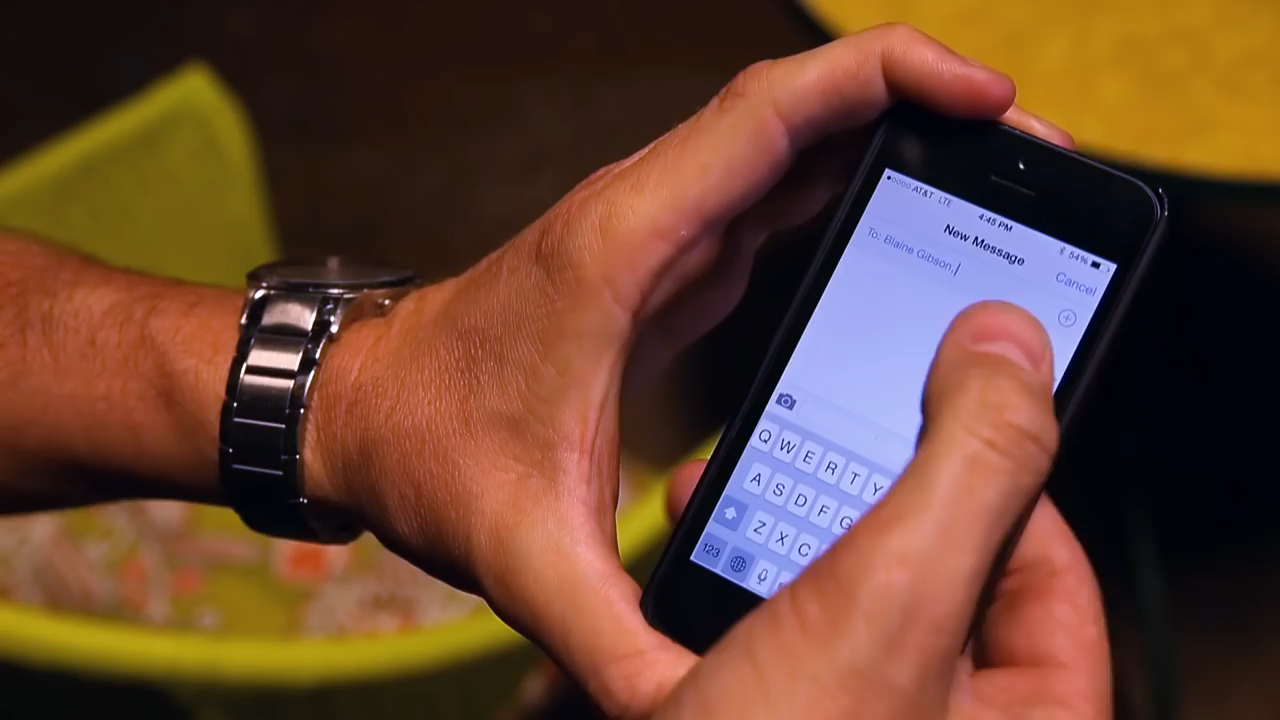 AT&T LTE 4:45 PM 54%
New Message Cancel
To: Blaine Gibson,
Q W E R T Y
A S D F G
Z X C
123